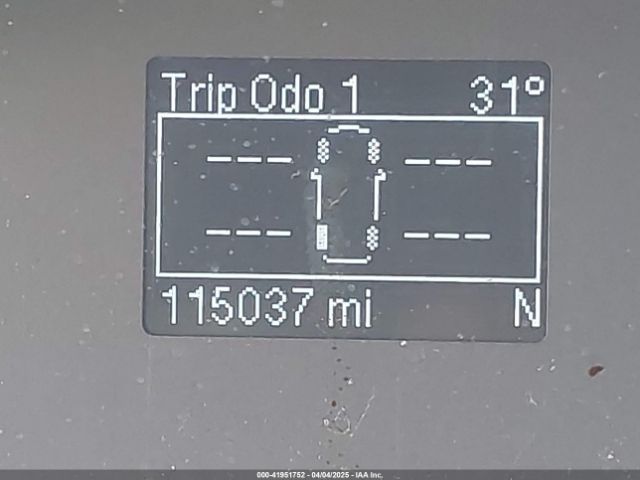 Trip Odo 1 31°
--- ---
--- ---
115037 mi N
000-41951752 - 04/04/2025 - IAA Inc.